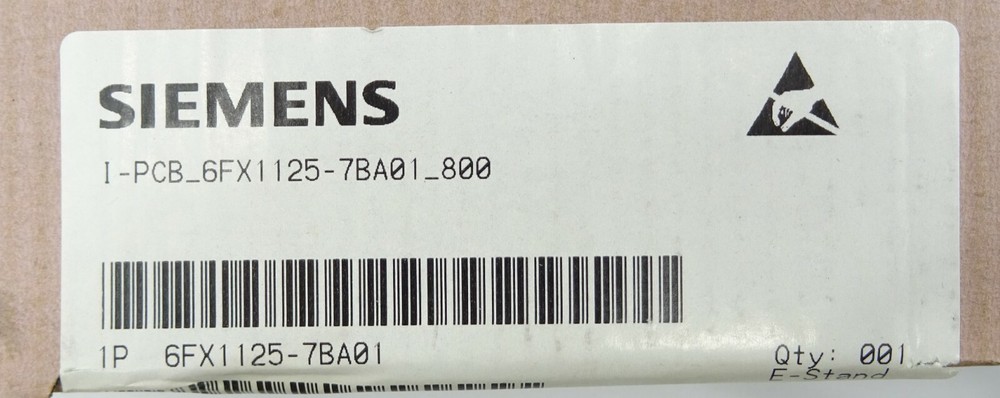 SIEMENS
I-PCB_6FX1125-7BA01_800
1P 6FX1125-7BA01
Qty: 001
E-Stand